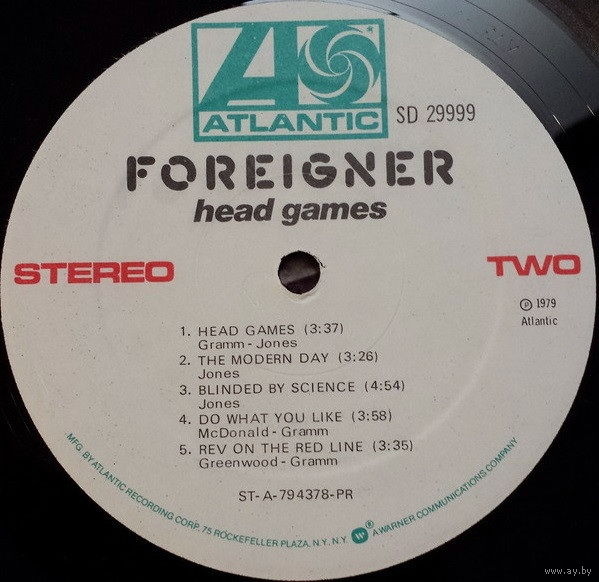 ATLANTIC
SD 29999
FOREIGNER
head games
STEREO
TWO
℗ 1979
Atlantic
1. HEAD GAMES (3:37)
Gramm - Jones
2. THE MODERN DAY (3:26)
Jones
3. BLINDED BY SCIENCE (4:54)
Jones
4. DO WHAT YOU LIKE (3:58)
McDonald - Gramm
5. REV ON THE RED LINE (3:35)
Greenwood - Gramm
ST-A-794378-PR
MFG. BY ATLANTIC RECORDING CORP. 75 ROCKEFELLER PLAZA, N.Y. N.Y. ® A WARNER COMMUNICATIONS COMPANY
www.ay.by